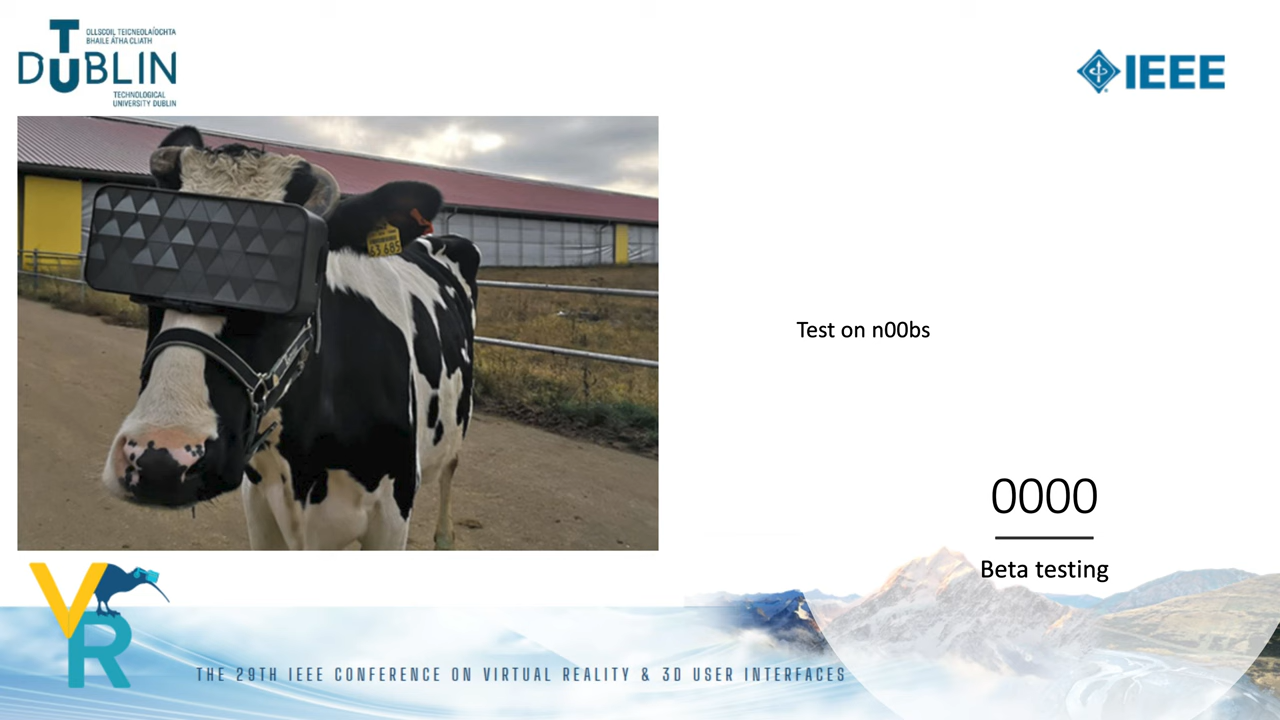 OLLSCOIL TEICNEOLAÍOCHTA
BHAILE ÁTHA CLIATH
TU DUBLIN
TECHNOLOGICAL
UNIVERSITY DUBLIN
IEEE
63685
Test on n00bs
0000
Beta testing
VR
THE 29TH IEEE CONFERENCE ON VIRTUAL REALITY & 3D USER INTERFACES